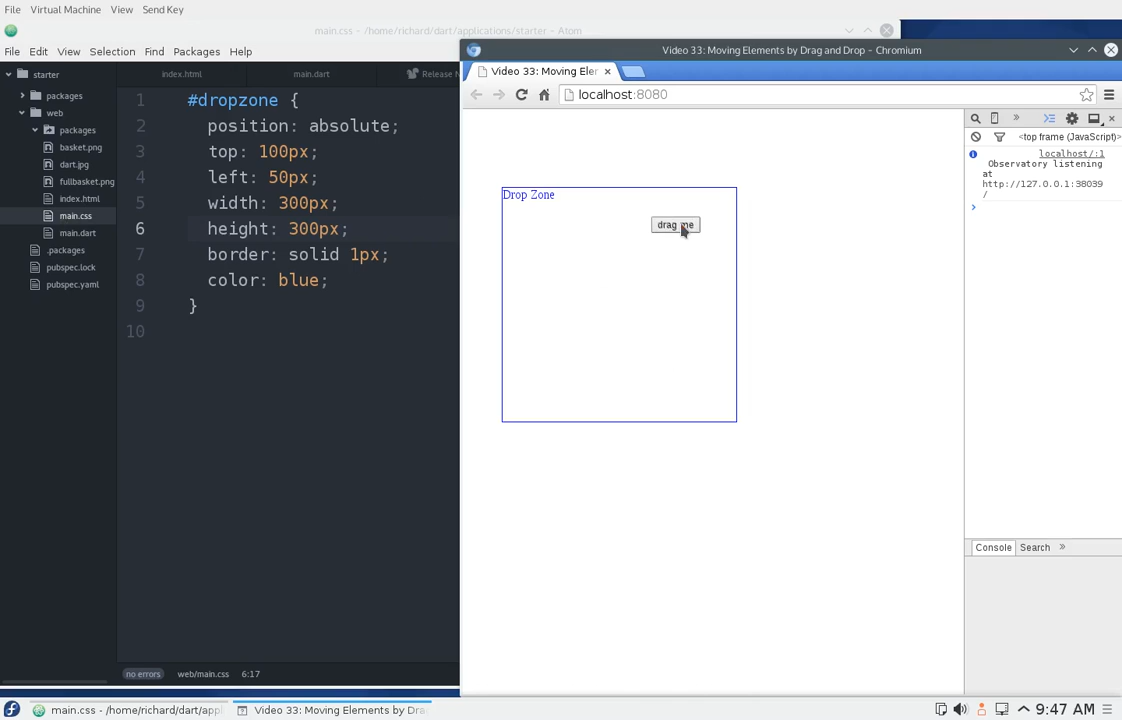 File Virtual Machine View Send Key
main.css - /home/richard/dart/applications/starter - Atom
File Edit View Selection Find Packages Help
Video 33: Moving Elements by Drag and Drop - Chromium
starter
index.html
main.dart
Release N
Video 33: Moving Eler
localhost:8080
packages
web
packages
basket.png
dart.jpg
fullbasket.png
index.html
main.css
main.dart
.packages
pubspec.lock
pubspec.yaml
1 #dropzone {
2 position: absolute;
3 top: 100px;
4 left: 50px;
5 width: 300px;
6 height: 300px;
7 border: solid 1px;
8 color: blue;
9 }
10
Drop Zone
drag me
<top frame (JavaScript)>
localhost/:1
Observatory listening
at
http://127.0.0.1:38039
/
Console Search
no errors web/main.css 6:17
main.css - /home/richard/dart/appl
Video 33: Moving Elements by Dra
9:47 AM